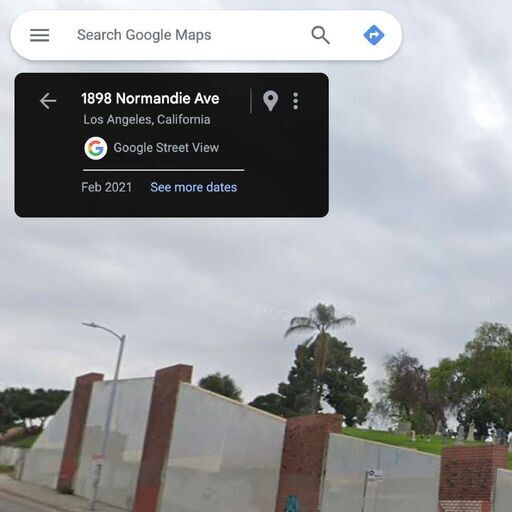 Search Google Maps
1898 Normandie Ave
Los Angeles, California
Google Street View
Feb 2021 See more dates